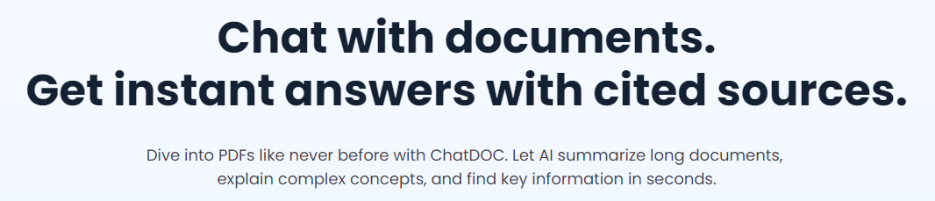 Chat with documents.
Get instant answers with cited sources.
Dive into PDFs like never before with ChatDOC. Let AI summarize long documents,
explain complex concepts, and find key information in seconds.